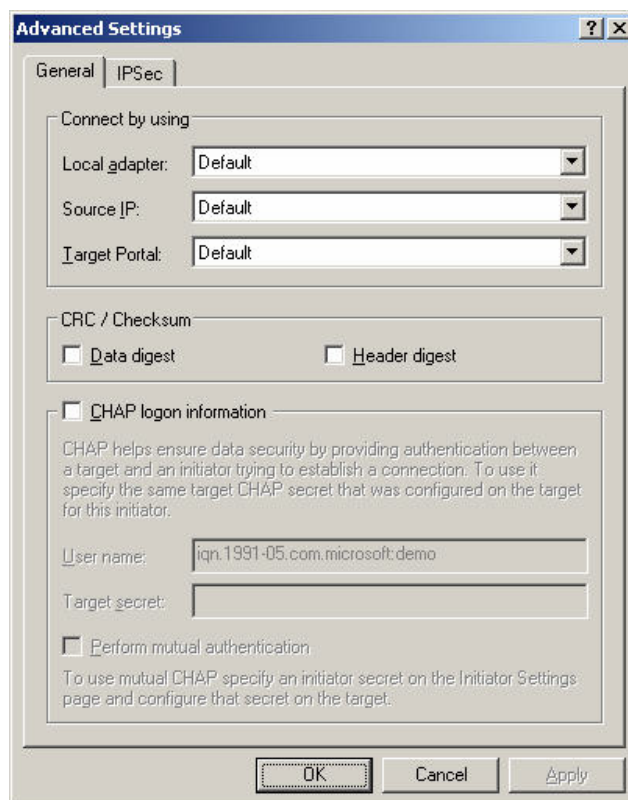 Advanced Settings
General
IPSec
Connect by using
Local adapter:
Default
Source IP:
Default
Target Portal:
Default
CRC / Checksum
Data digest
Header digest
CHAP logon information
CHAP helps ensure data security by providing authentication between
a target and an initiator trying to establish a connection. To use it
specify the same target CHAP secret that was configured on the target
for this initiator.
User name:
iqn.1991-05.com.microsoft:demo
Target secret:
Perform mutual authentication
To use mutual CHAP specify an initiator secret on the Initiator Settings
page and configure that secret on the target.
OK
Cancel
Apply